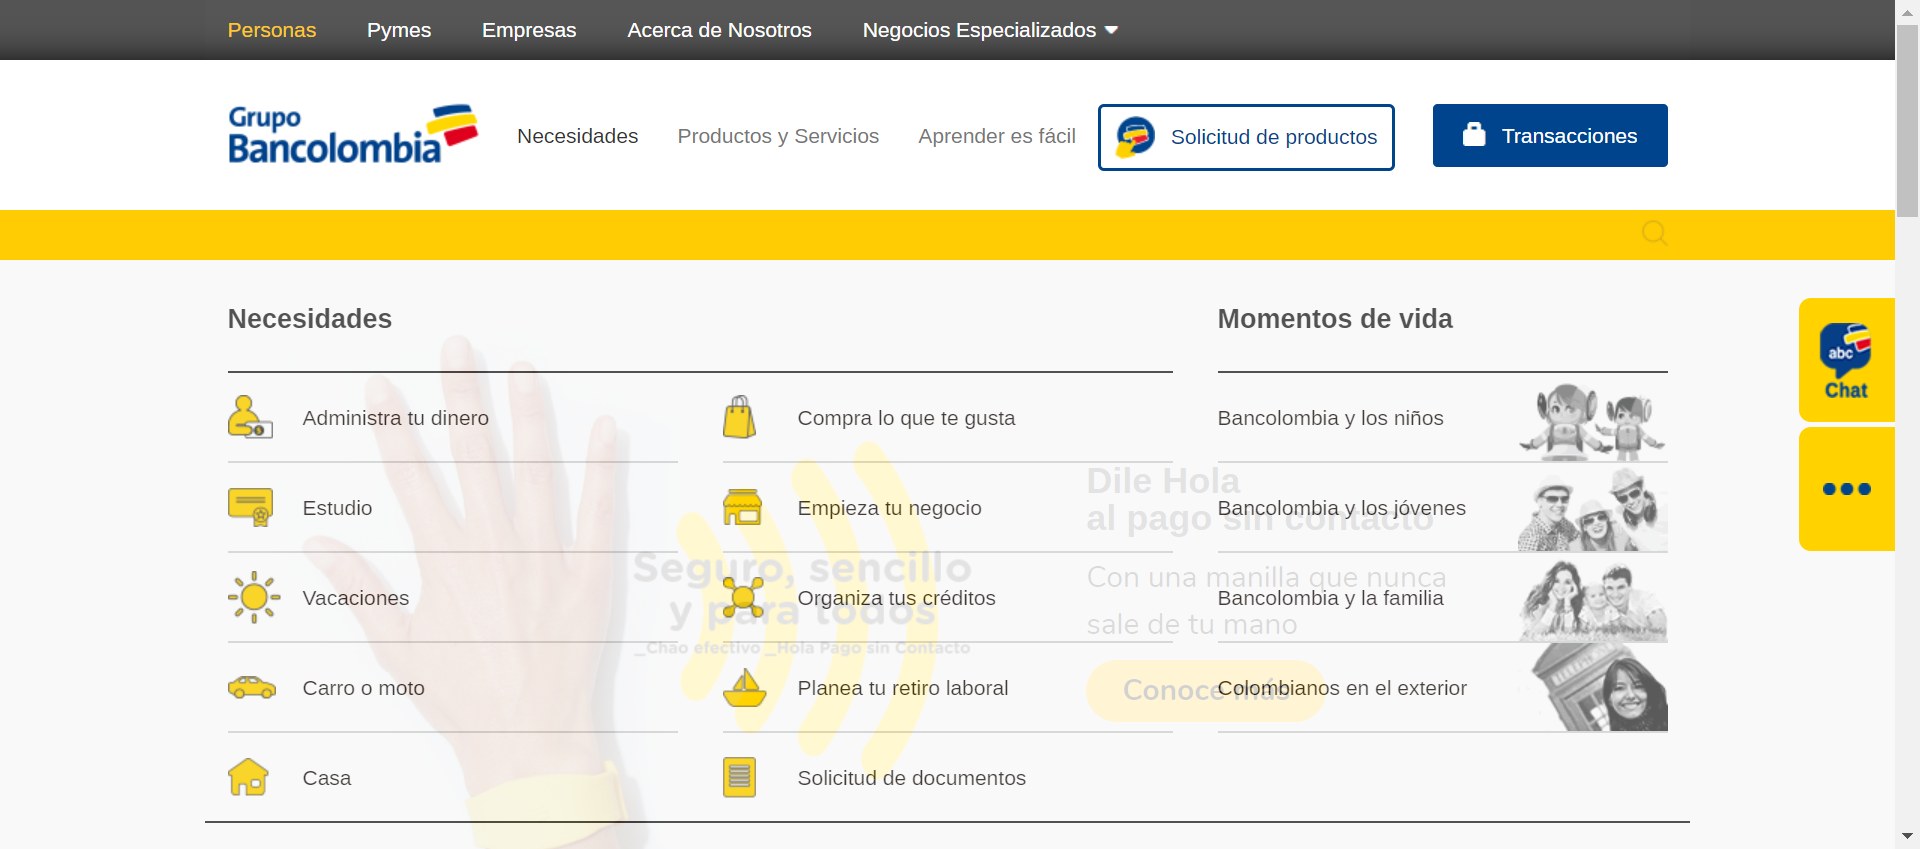 Personas Pymes Empresas Acerca de Nosotros Negocios Especializados
Grupo
Bancolombia
Necesidades Productos y Servicios Aprender es fácil Solicitud de productos Transacciones
Necesidades
Momentos de vida
abc
Chat
Administra tu dinero
Compra lo que te gusta
Bancolombia y los niños
Dile Hola
al pago sin contacto
Estudio
Empieza tu negocio
Bancolombia y los jóvenes
Seguro, sencillo
y para todos
_Chao efectivo _Hola Pago sin Contacto
Con una manilla que nunca
sale de tu mano
Vacaciones
Organiza tus créditos
Bancolombia y la familia
Carro o moto
Planea tu retiro laboral
Conoce más
Colombianos en el exterior
Casa
Solicitud de documentos